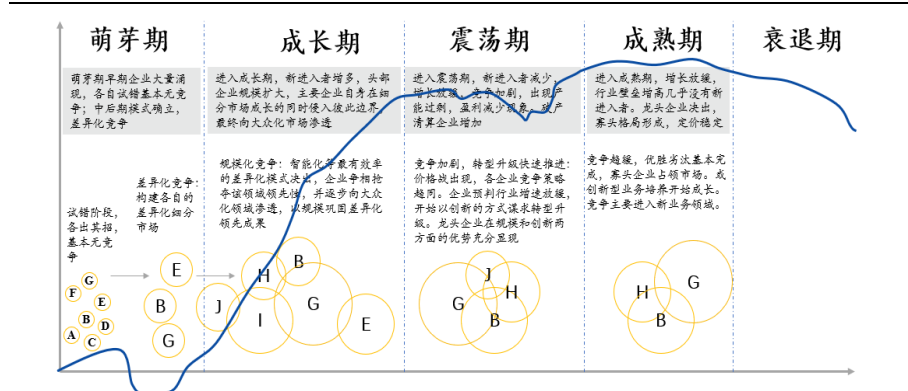 萌芽期
成长期
震荡期
成熟期
衰退期
萌芽期早期企业大量涌
现，各自试错基本无竞
争；中后期模式确立，
差异化竞争
进入成长期，新进入者增多，头部
企业规模扩大，主要企业自身在细
分市场成长的同时侵入彼此边界，
最终向大众化市场渗透
进入震荡期，新进入者减少，
增长放缓，竞争加剧，出现产
能过剩，盈利减少现象。破产
清算企业增加
进入成熟期，增长放缓，
行业壁垒增高几乎没有新
进入者。龙头企业决出，
寡头格局形成，定价稳定
试错阶段，
各出其招，
基本无竞
争
差异化竞争：
构建各自的
差异化细分
市场
规模化竞争：智能化等最有效率
的差异化模式决出，企业争相抢
夺该领域领先性，并逐步向大众
化领域渗透，以规模巩固差异化
领先成果
竞争加剧，转型升级快速推进：
价格战出现，各企业竞争策略
趋同。企业预判行业增速放缓，
开始以创新的方式谋求转型升
级。龙头企业在规模和创新两
方面的优势充分显现
竞争趋缓，优胜劣汰基本完
成，寡头企业占领市场。或
创新型业务培养开始成长。
竞争主要进入新业务领域。
G
F
E
B
D
A
C
E
B
G
J
H
B
I
G
E
J
G
H
B
H
G
B